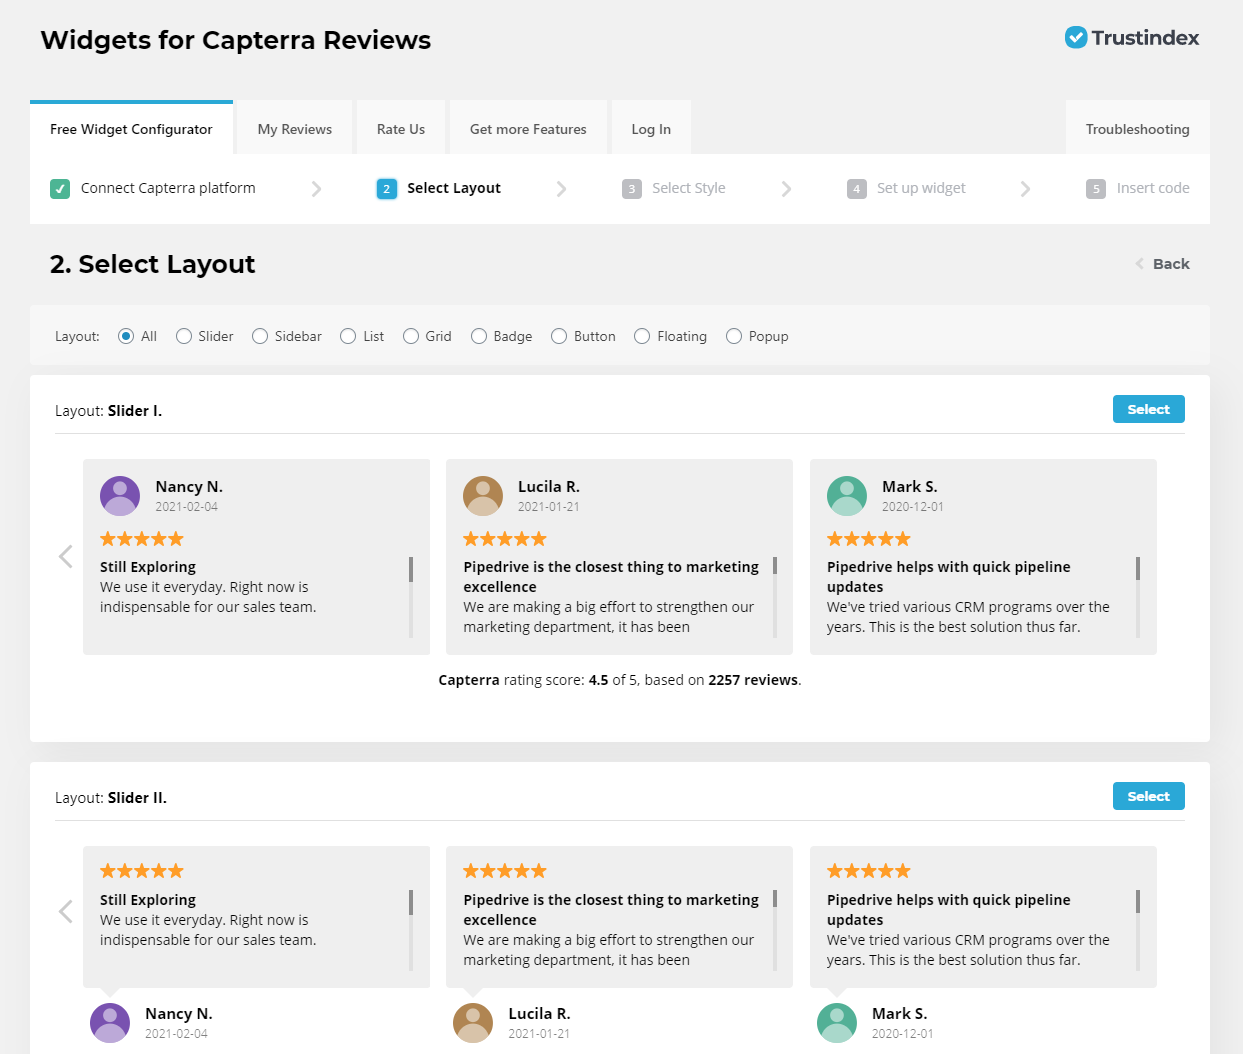 Widgets for Capterra Reviews
Trustindex
Free Widget Configurator
My Reviews
Rate Us
Get more Features
Log In
Troubleshooting
Connect Capterra platform
2 Select Layout
3 Select Style
4 Set up widget
5 Insert code
2. Select Layout
Back
Layout: All Slider Sidebar List Grid Badge Button Floating Popup
Layout: Slider I.
Select
Nancy N.
2021-02-04
Still Exploring
We use it everyday. Right now is
indispensable for our sales team.
Lucila R.
2021-01-21
Pipedrive is the closest thing to marketing
excellence
We are making a big effort to strengthen our
marketing department, it has been
Mark S.
2020-12-01
Pipedrive helps with quick pipeline
updates
We've tried various CRM programs over the
years. This is the best solution thus far.
Capterra rating score: 4.5 of 5, based on 2257 reviews.
Layout: Slider II.
Select
Still Exploring
We use it everyday. Right now is
indispensable for our sales team.
Nancy N.
2021-02-04
Pipedrive is the closest thing to marketing
excellence
We are making a big effort to strengthen our
marketing department, it has been
Lucila R.
2021-01-21
Pipedrive helps with quick pipeline
updates
We've tried various CRM programs over the
years. This is the best solution thus far.
Mark S.
2020-12-01